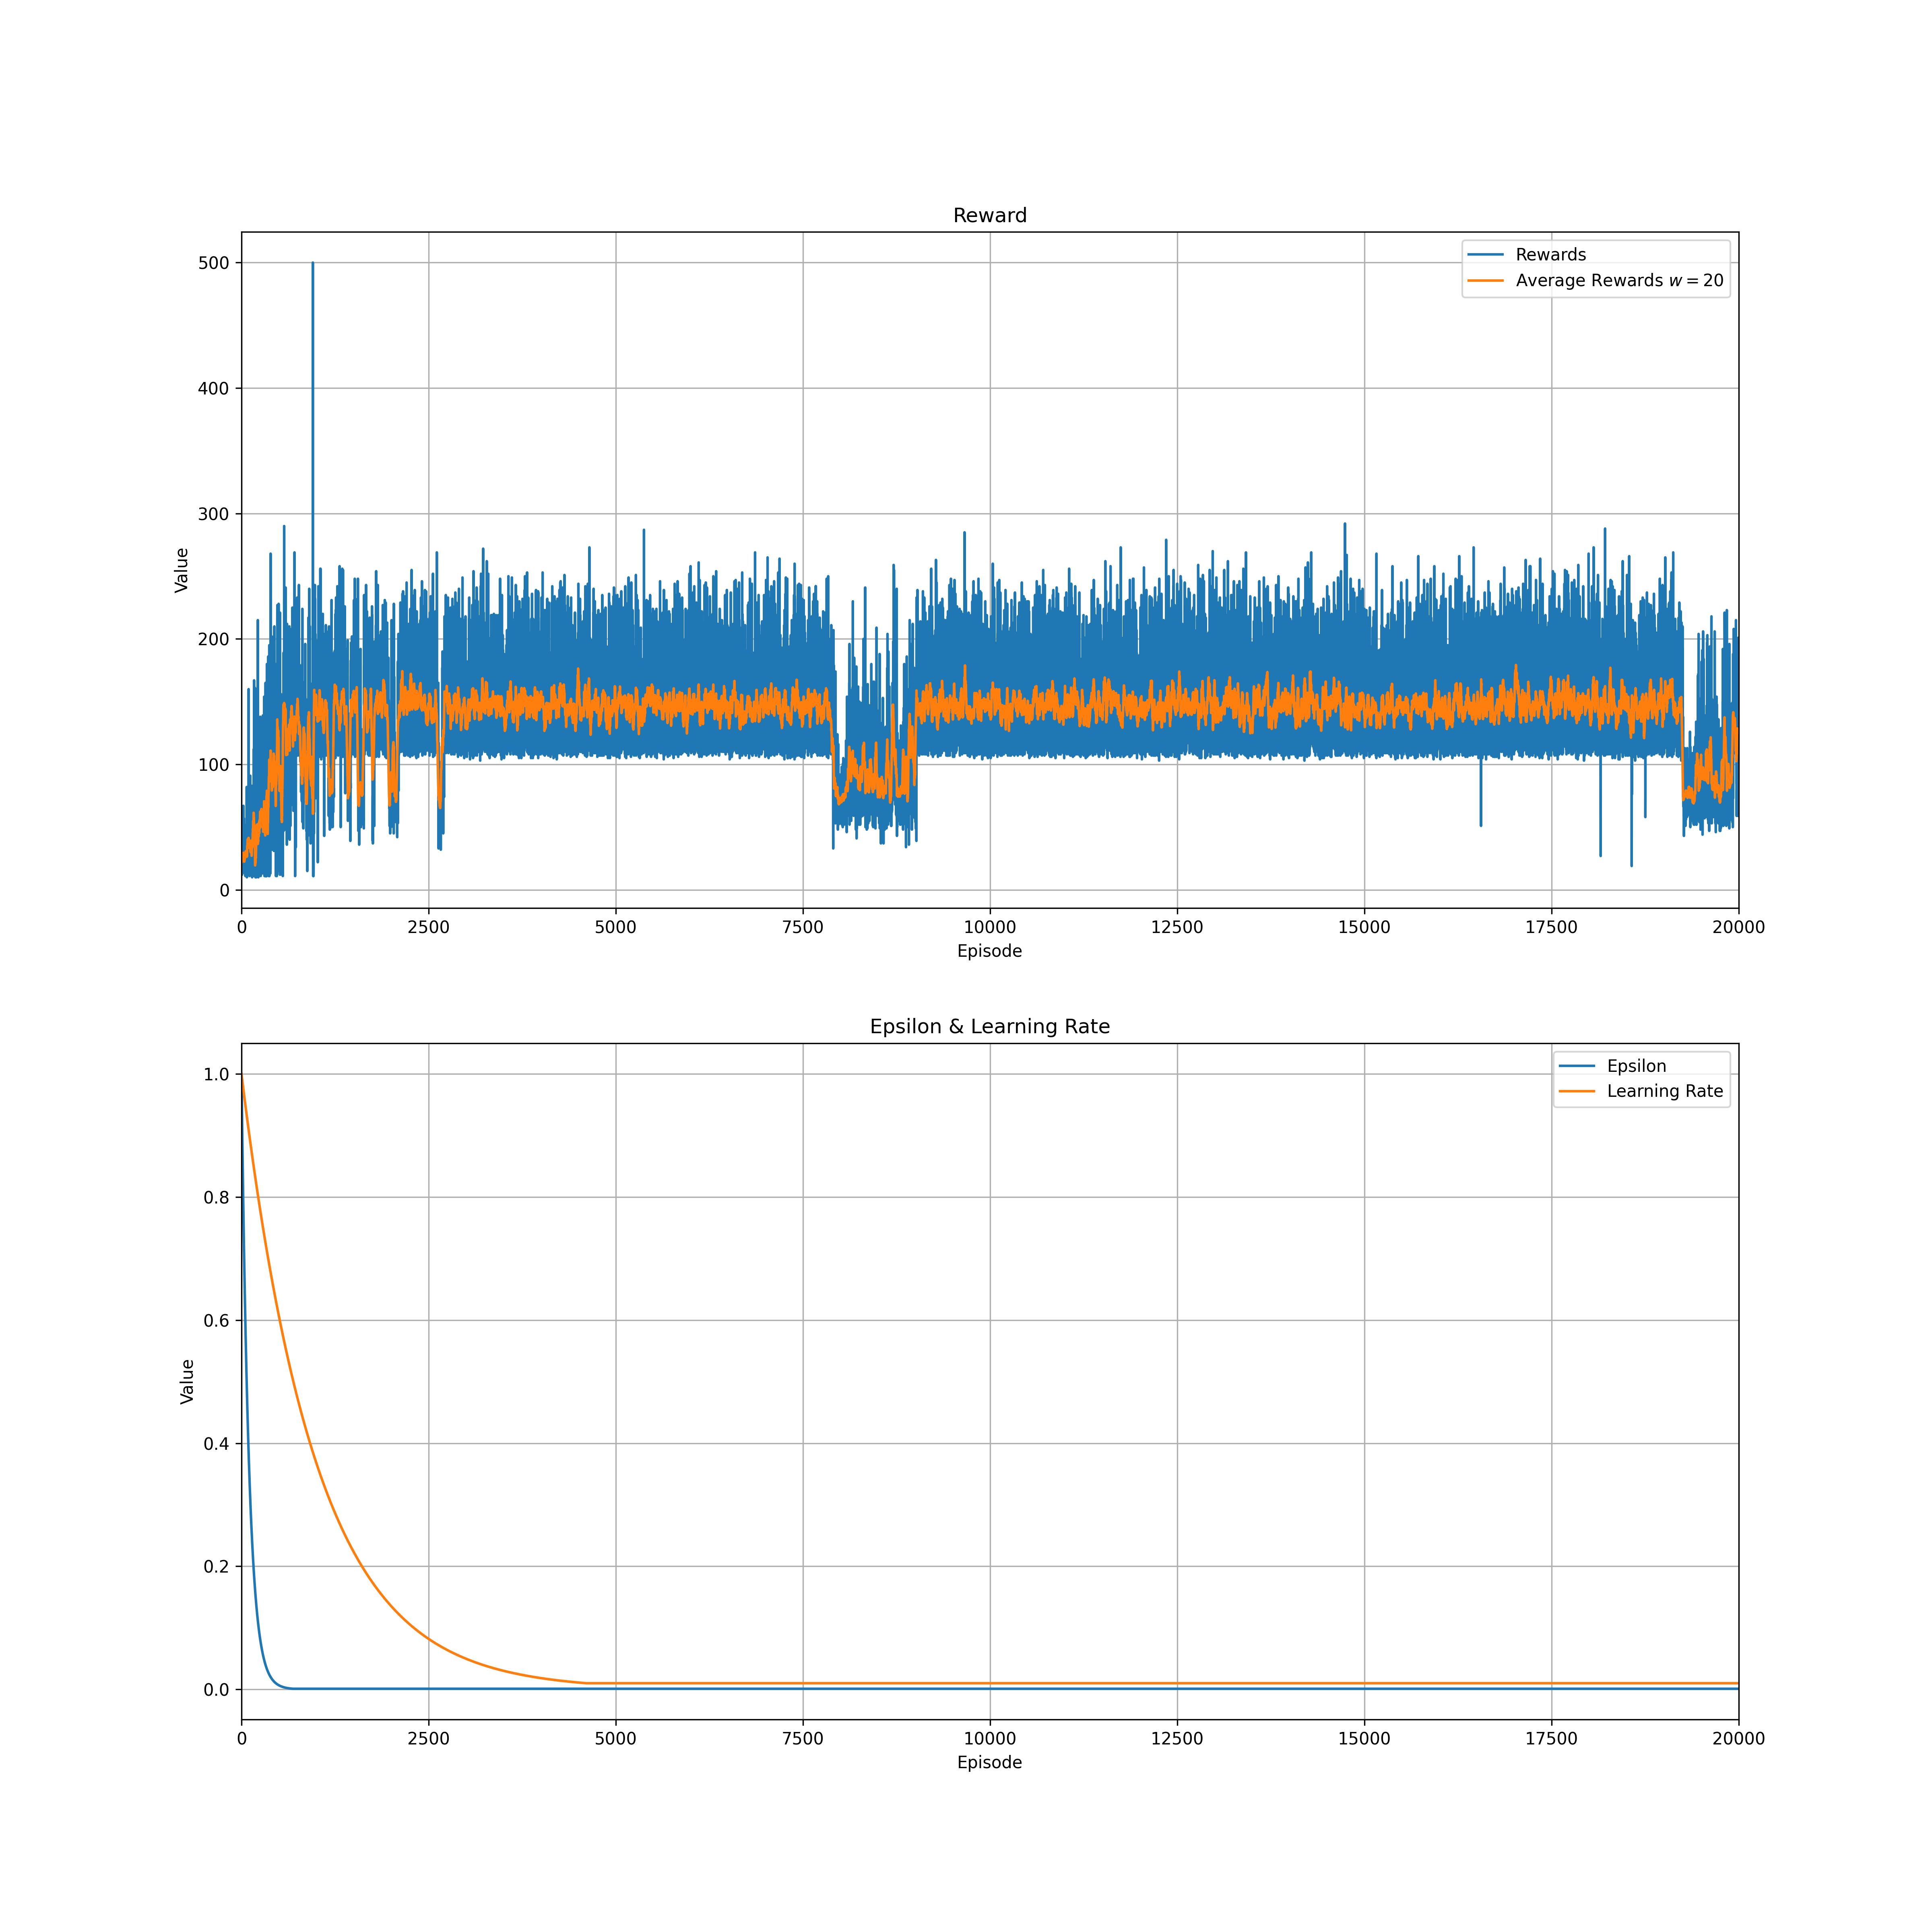 Reward
500
400
300
200
100
0
Value
Rewards
Average Rewards w = 20
0 2500 5000 7500 10000 12500 15000 17500 20000
Episode
Epsilon & Learning Rate
1.0
0.8
0.6
0.4
0.2
0.0
Value
Epsilon
Learning Rate
0 2500 5000 7500 10000 12500 15000 17500 20000
Episode